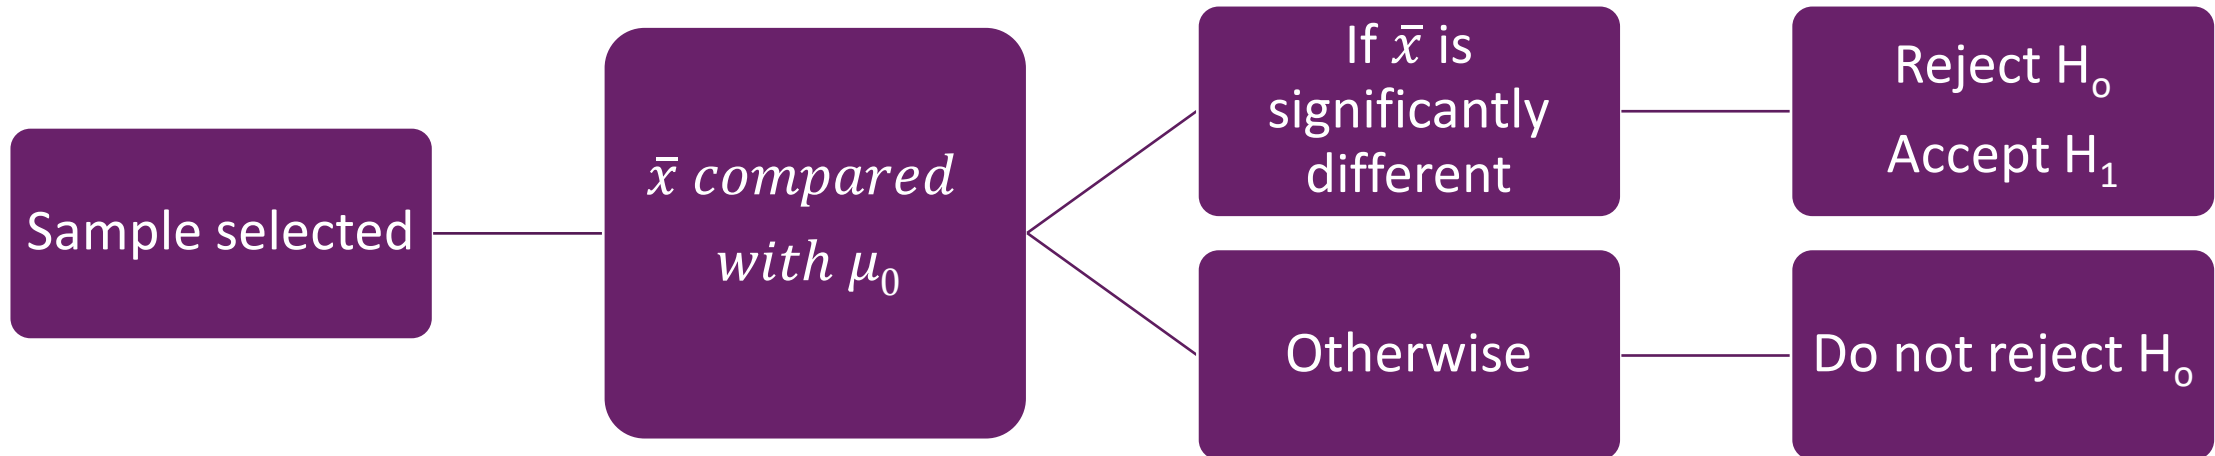 Sample selected
x̄ compared
with μ₀
If x̄ is
significantly
different
Reject Hₒ
Accept H₁
Otherwise
Do not reject Hₒ